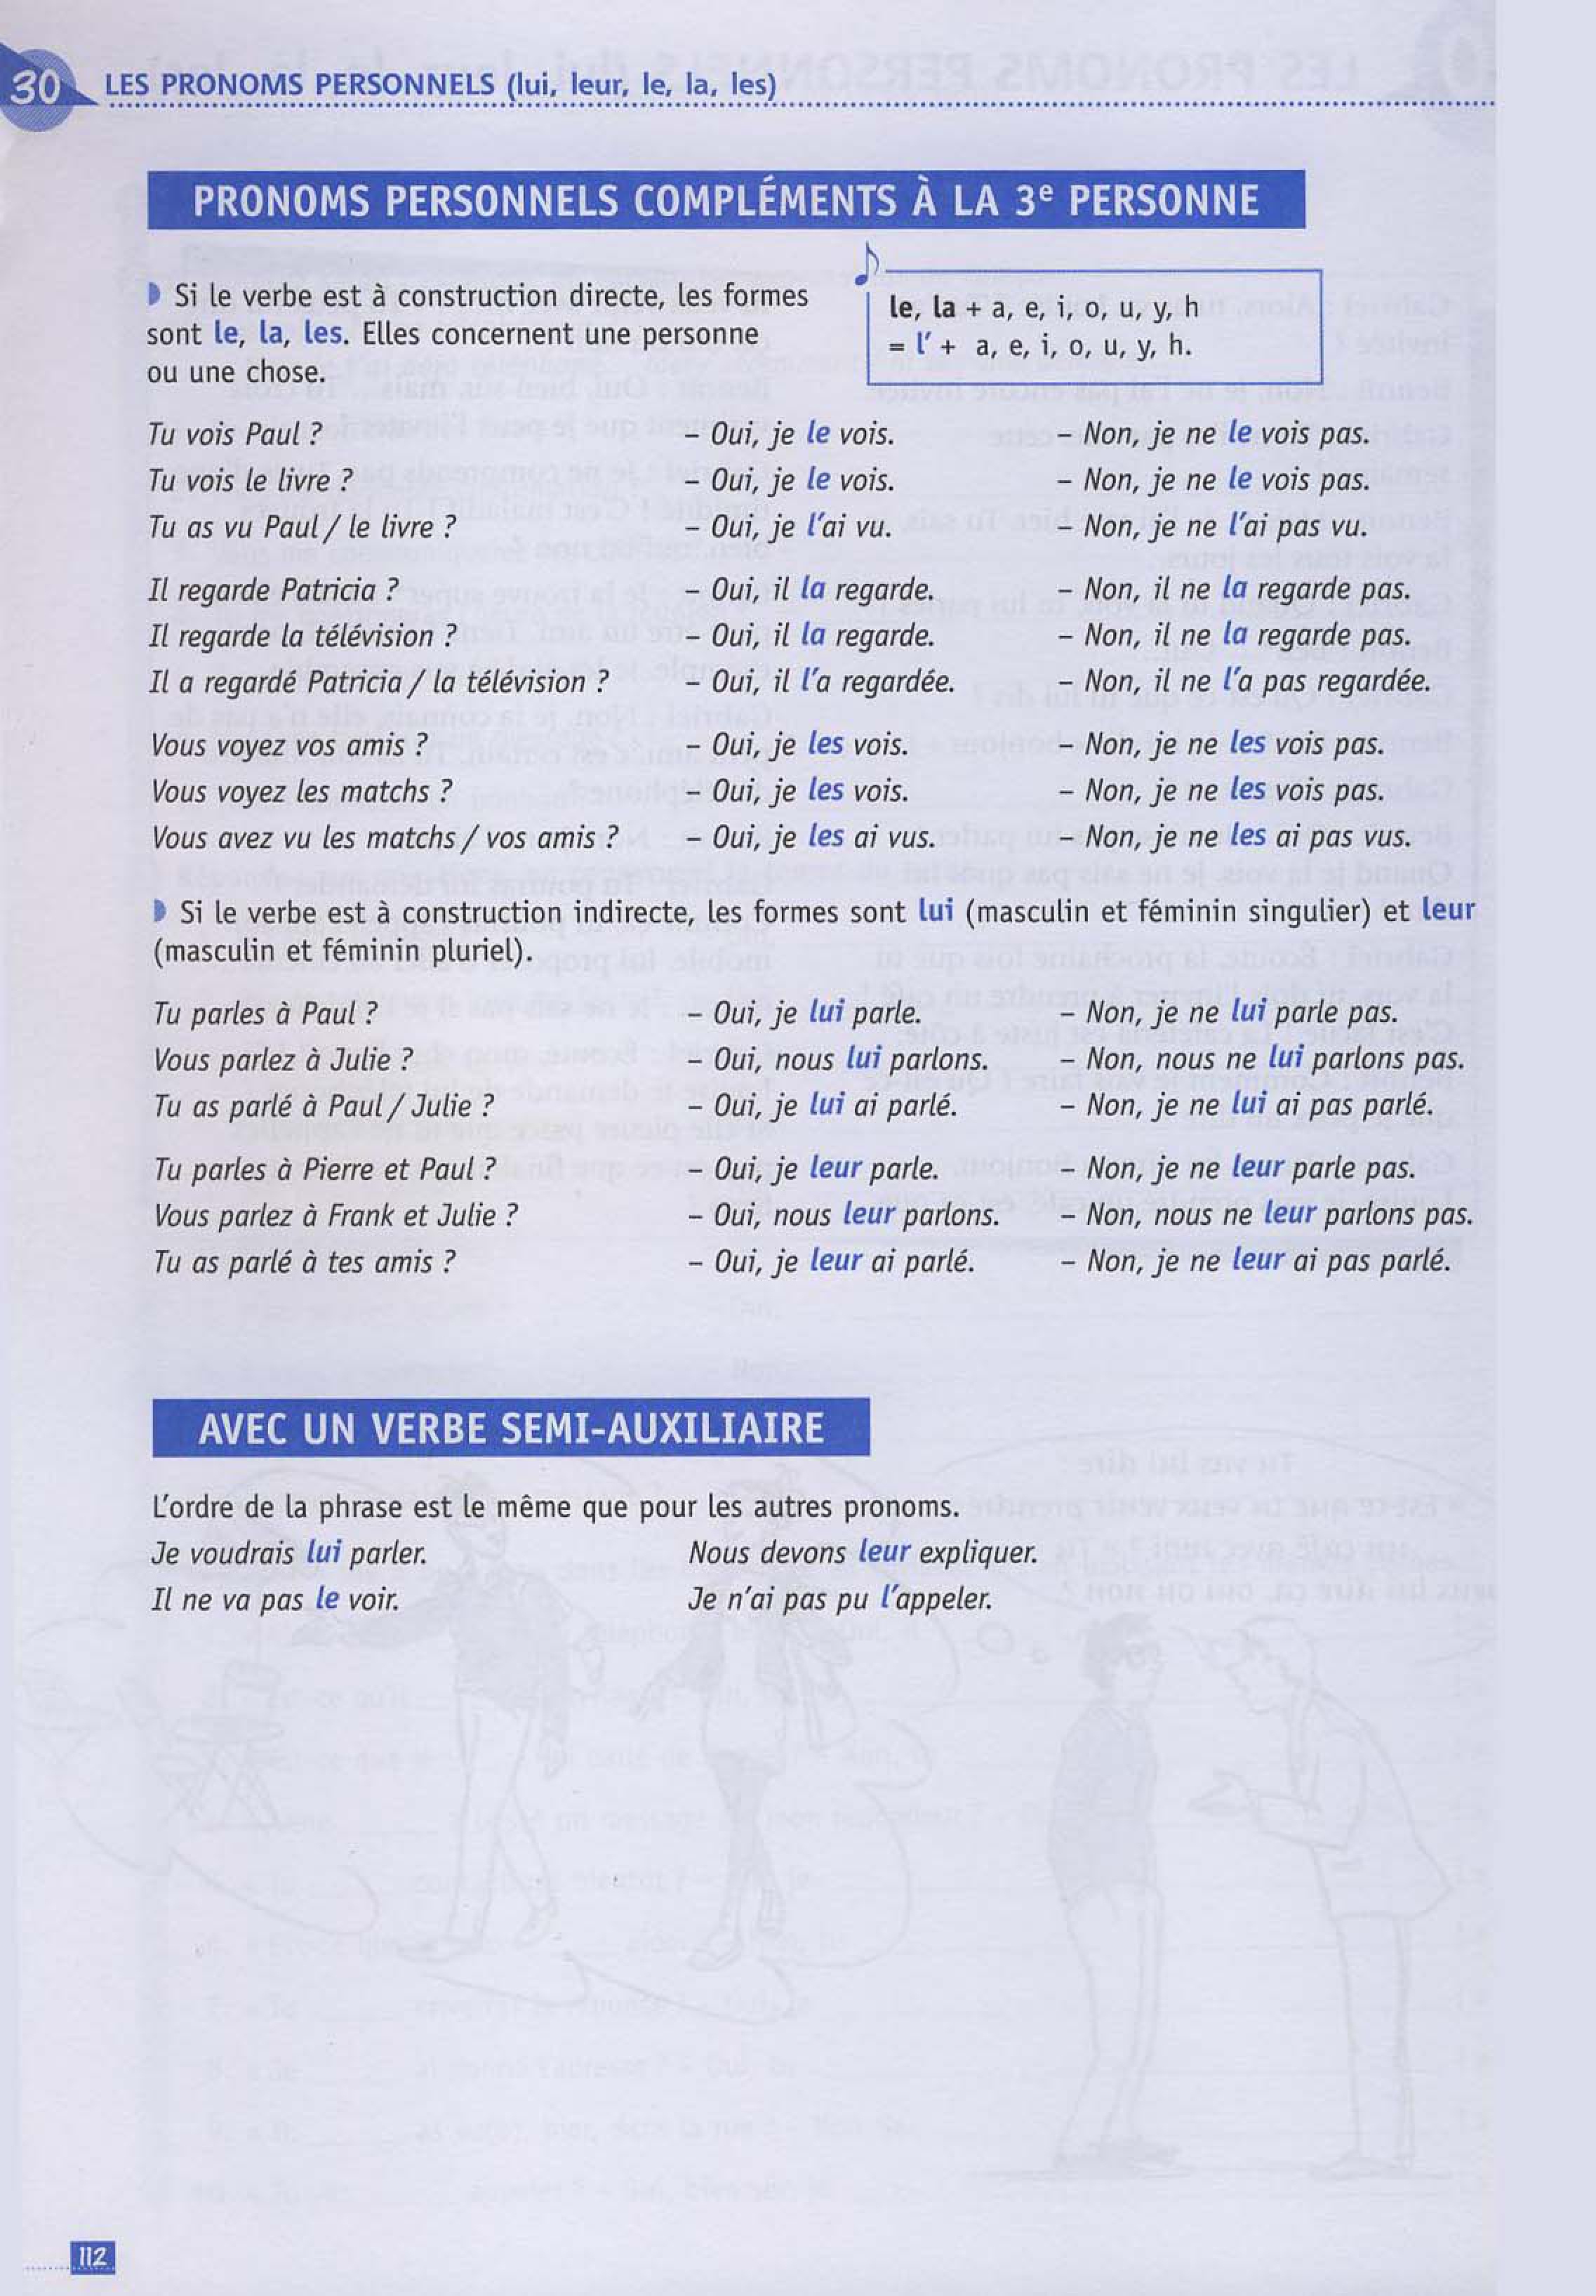 30
LES PRONOMS PERSONNELS (lui, leur, le, la, les)
PRONOMS PERSONNELS COMPLÉMENTS À LA 3e PERSONNE
Si le verbe est à construction directe, les formes
sont le, la, les. Elles concernent une personne
ou une chose.
le, la + a, e, i, o, u, y, h
= l' + a, e, i, o, u, y, h.
Tu vois Paul ? – Oui, je le vois. – Non, je ne le vois pas.
Tu vois le livre ? – Oui, je le vois. – Non, je ne le vois pas.
Tu as vu Paul / le livre ? – Oui, je l'ai vu. – Non, je ne l'ai pas vu.
Il regarde Patricia ? – Oui, il la regarde. – Non, il ne la regarde pas.
Il regarde la télévision ? – Oui, il la regarde. – Non, il ne la regarde pas.
Il a regardé Patricia / la télévision ? – Oui, il l'a regardée. – Non, il ne l'a pas regardée.
Vous voyez vos amis ? – Oui, je les vois. – Non, je ne les vois pas.
Vous voyez les matchs ? – Oui, je les vois. – Non, je ne les vois pas.
Vous avez vu les matchs / vos amis ? – Oui, je les ai vus. – Non, je ne les ai pas vus.
Si le verbe est à construction indirecte, les formes sont lui (masculin et féminin singulier) et leur
(masculin et féminin pluriel).
Tu parles à Paul ? – Oui, je lui parle. – Non, je ne lui parle pas.
Vous parlez à Julie ? – Oui, nous lui parlons. – Non, nous ne lui parlons pas.
Tu as parlé à Paul / Julie ? – Oui, je lui ai parlé. – Non, je ne lui ai pas parlé.
Tu parles à Pierre et Paul ? – Oui, je leur parle. – Non, je ne leur parle pas.
Vous parlez à Frank et Julie ? – Oui, nous leur parlons. – Non, nous ne leur parlons pas.
Tu as parlé à tes amis ? – Oui, je leur ai parlé. – Non, je ne leur ai pas parlé.
AVEC UN VERBE SEMI-AUXILIAIRE
L'ordre de la phrase est le même que pour les autres pronoms.
Je voudrais lui parler. Nous devons leur expliquer.
Il ne va pas le voir. Je n'ai pas pu l'appeler.
112